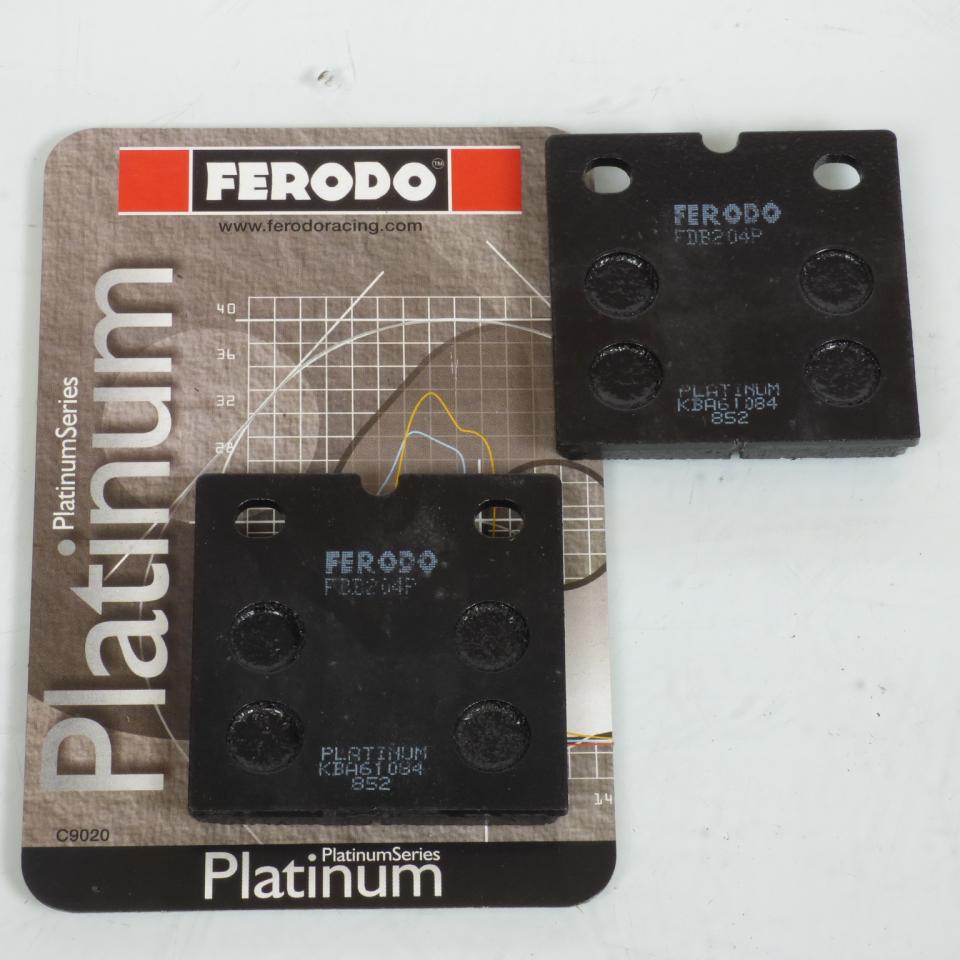 FERODO™
www.ferodoracing.com
PlatinumSeries
Platinum
40
36
32
28
14
C9020
PlatinumSeries
Platinum
FERODO
FDB204P
PLATINUM
KBA61084
852
FERODO
FDB204P
PLATINUM
KBA61084
852